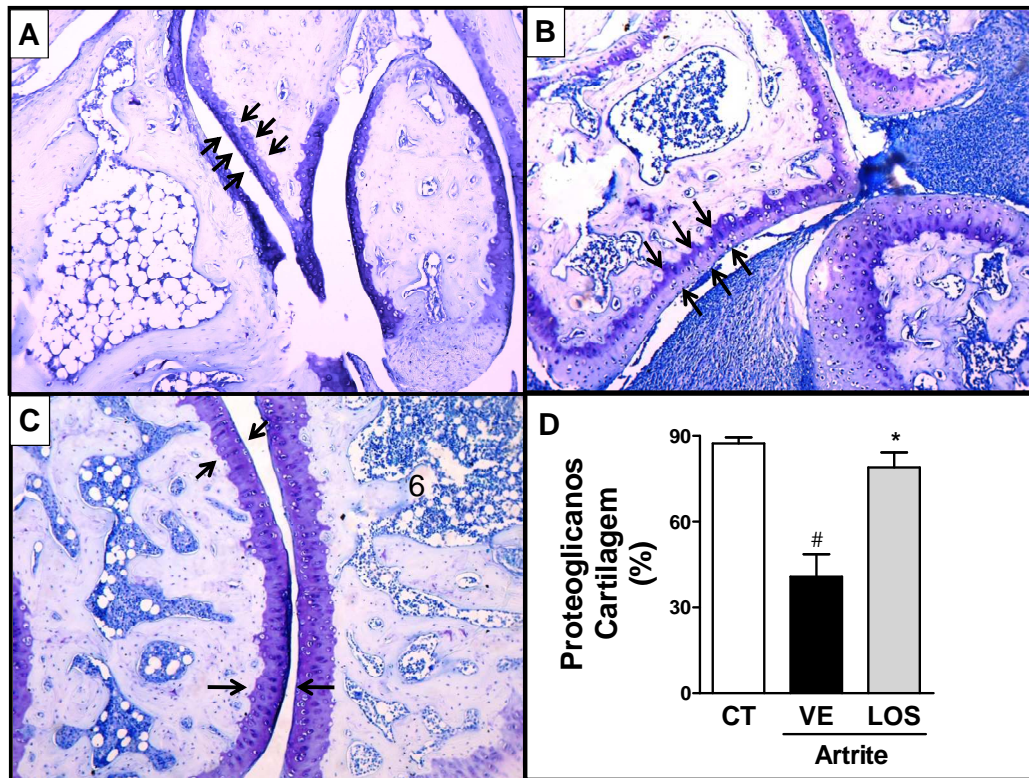 A
B
C
6
D
Proteoglicanos
Cartilagem
(%)
90
60
30
0
*
#
CT VE LOS
Artrite